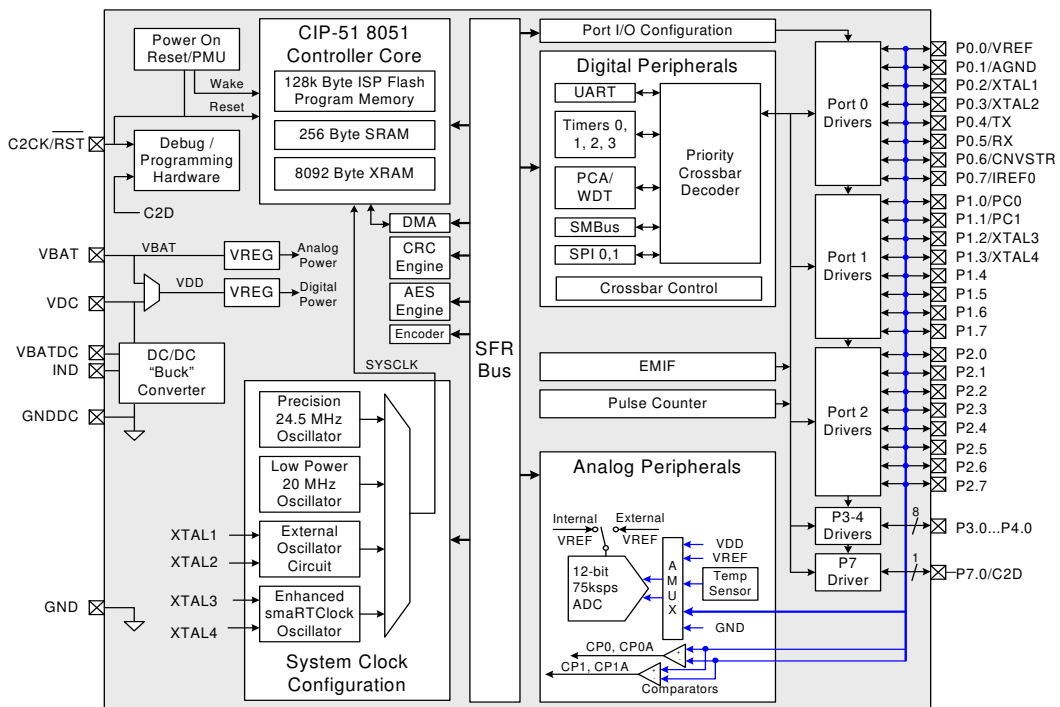 Power On
Reset/PMU
Wake
Reset
C2CK/RST
Debug /
Programming
Hardware
C2D
VBAT
VBAT
VREG
Analog
Power
VDC
VDD
VREG
Digital
Power
VBATDC
IND
DC/DC
“Buck”
Converter
GNDDC
GND
CIP-51 8051
Controller Core
128k Byte ISP Flash
Program Memory
256 Byte SRAM
8092 Byte XRAM
DMA
CRC
Engine
AES
Engine
Encoder
SYSCLK
Precision
24.5 MHz
Oscillator
Low Power
20 MHz
Oscillator
XTAL1
XTAL2
External
Oscillator
Circuit
XTAL3
XTAL4
Enhanced
smaRTClock
Oscillator
System Clock
Configuration
SFR
Bus
Port I/O Configuration
Digital Peripherals
UART
Timers 0,
1, 2, 3
PCA/
WDT
SMBus
SPI 0,1
Priority
Crossbar
Decoder
Crossbar Control
EMIF
Pulse Counter
Analog Peripherals
Internal
VREF
External
VREF
12-bit
75ksps
ADC
A
M
U
X
VDD
VREF
Temp
Sensor
GND
CP0, CP0A
CP1, CP1A
+
-
+
-
Comparators
Port 0
Drivers
Port 1
Drivers
Port 2
Drivers
P3-4
Drivers
P7
Driver
8
1
P0.0/VREF
P0.1/AGND
P0.2/XTAL1
P0.3/XTAL2
P0.4/TX
P0.5/RX
P0.6/CNVSTR
P0.7/IREF0
P1.0/PC0
P1.1/PC1
P1.2/XTAL3
P1.3/XTAL4
P1.4
P1.5
P1.6
P1.7
P2.0
P2.1
P2.2
P2.3
P2.4
P2.5
P2.6
P2.7
P3.0...P4.0
P7.0/C2D